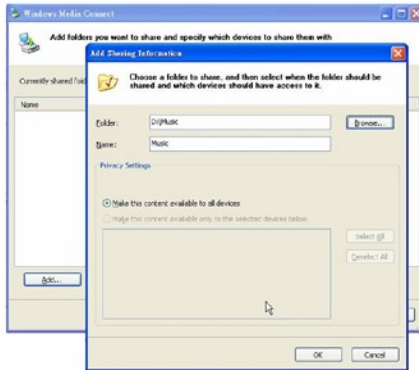 Windows Media Connect
Add folders you want to share and specify which devices to share them with
Currently shared fold
Name
Add...
Add Sharing Information
Choose a folder to share, and then select when the folder should be
shared and which devices should have access to it.
Folder:
D:\Music
Browse...
Name:
Music
Privacy Settings
Make this content available to all devices
Make this content available only to the selected devices below
Select All
Deselect All
OK
Cancel